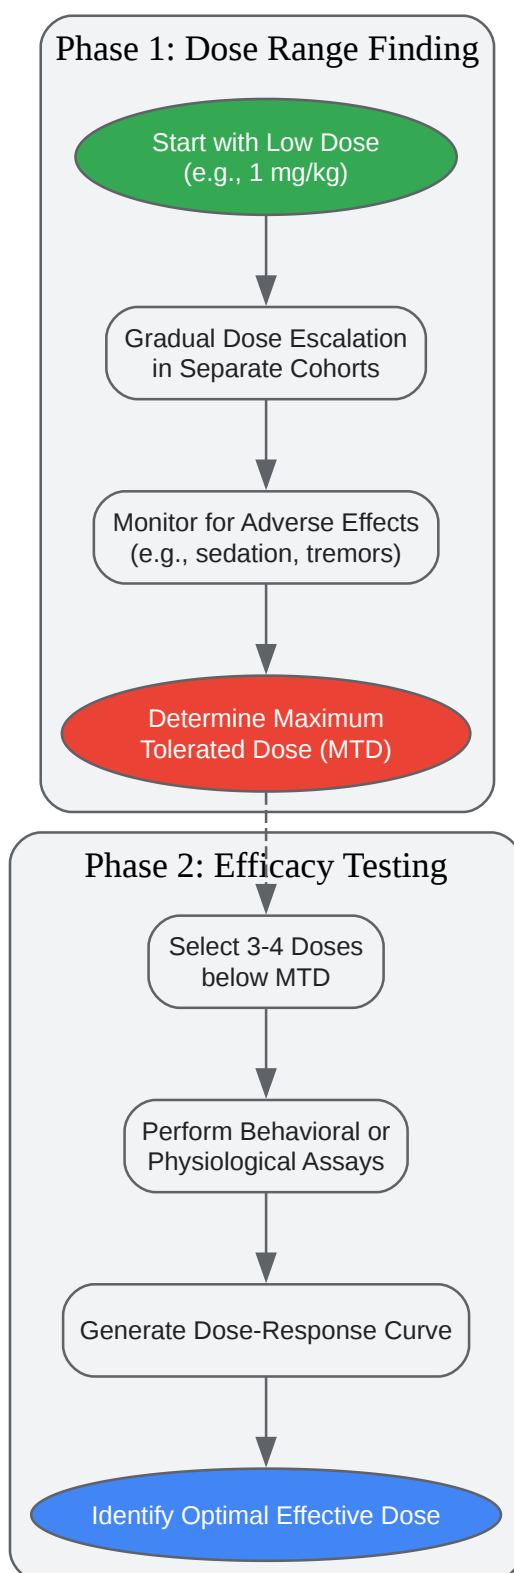 Phase 1: Dose Range Finding
Start with Low Dose
(e.g., 1 mg/kg)
Gradual Dose Escalation
in Separate Cohorts
Monitor for Adverse Effects
(e.g., sedation, tremors)
Determine Maximum
Tolerated Dose (MTD)
Phase 2: Efficacy Testing
Select 3-4 Doses
below MTD
Perform Behavioral or
Physiological Assays
Generate Dose-Response Curve
Identify Optimal Effective Dose